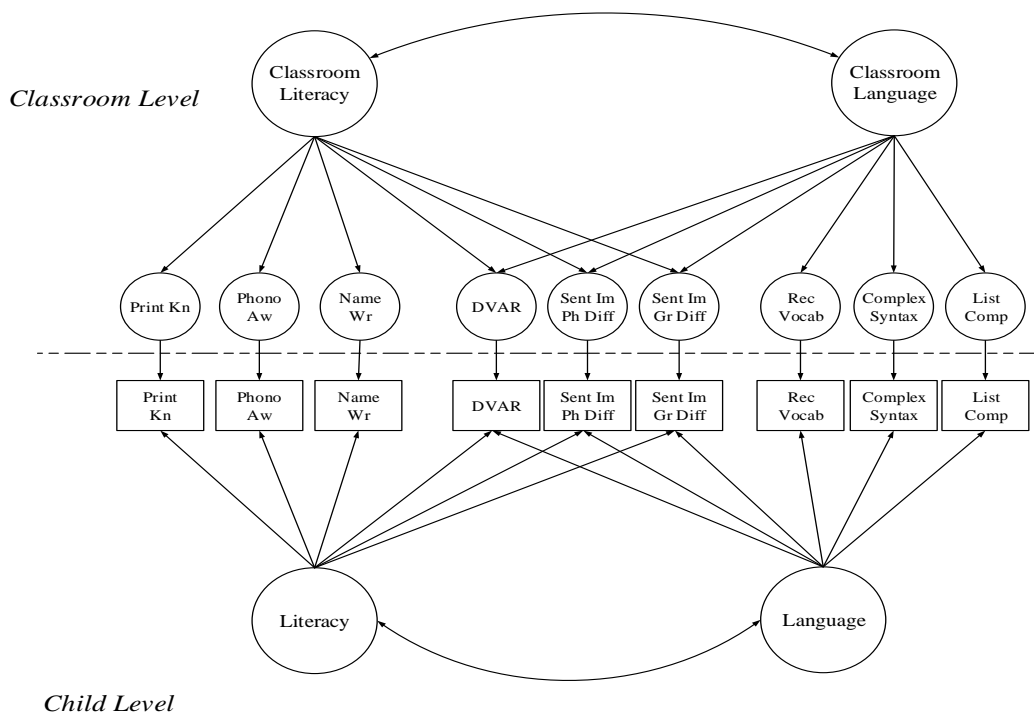 Classroom
Literacy
Classroom
Language
Classroom Level
Print Kn
Phono
Aw
Name
Wr
DVAR
Sent Im
Ph Diff
Sent Im
Gr Diff
Rec
Vocab
Complex
Syntax
List
Comp
Print
Kn
Phono
Aw
Name
Wr
DVAR
Sent Im
Ph Diff
Sent Im
Gr Diff
Rec
Vocab
Complex
Syntax
List
Comp
Literacy
Language
Child Level